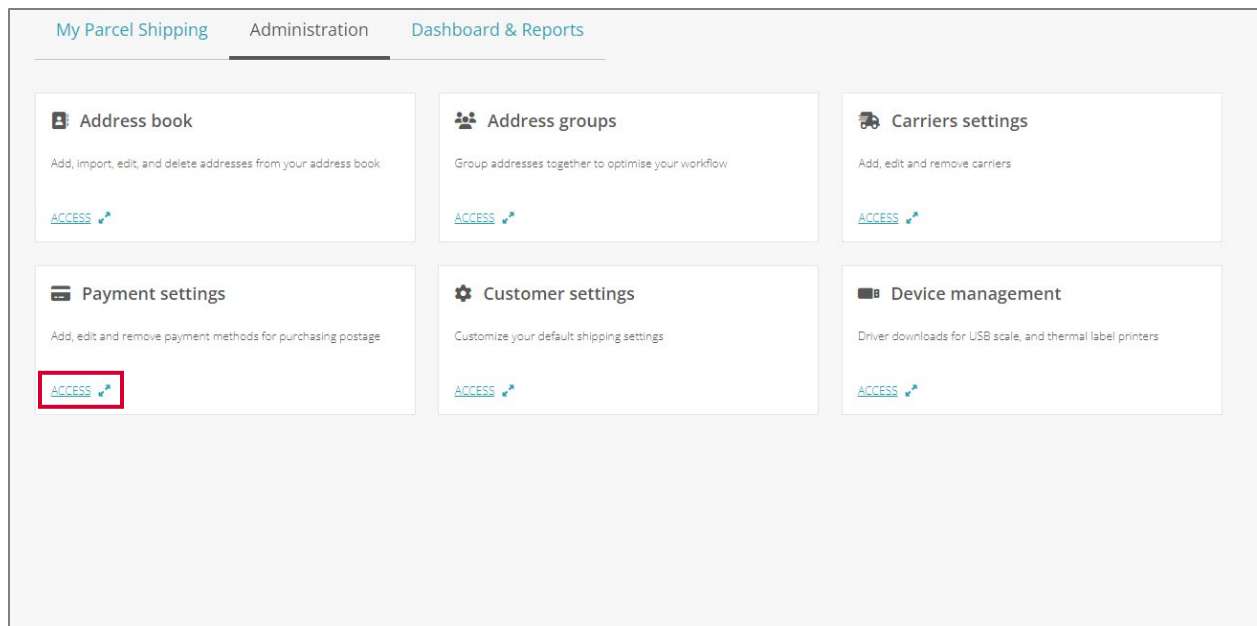 My Parcel Shipping Administration Dashboard & Reports
Address book
Add, import, edit, and delete addresses from your address book
ACCESS
Address groups
Group addresses together to optimise your workflow
ACCESS
Carriers settings
Add, edit and remove carriers
ACCESS
Payment settings
Add, edit and remove payment methods for purchasing postage
ACCESS
Customer settings
Customize your default shipping settings
ACCESS
Device management
Driver downloads for USB scale, and thermal label printers
ACCESS